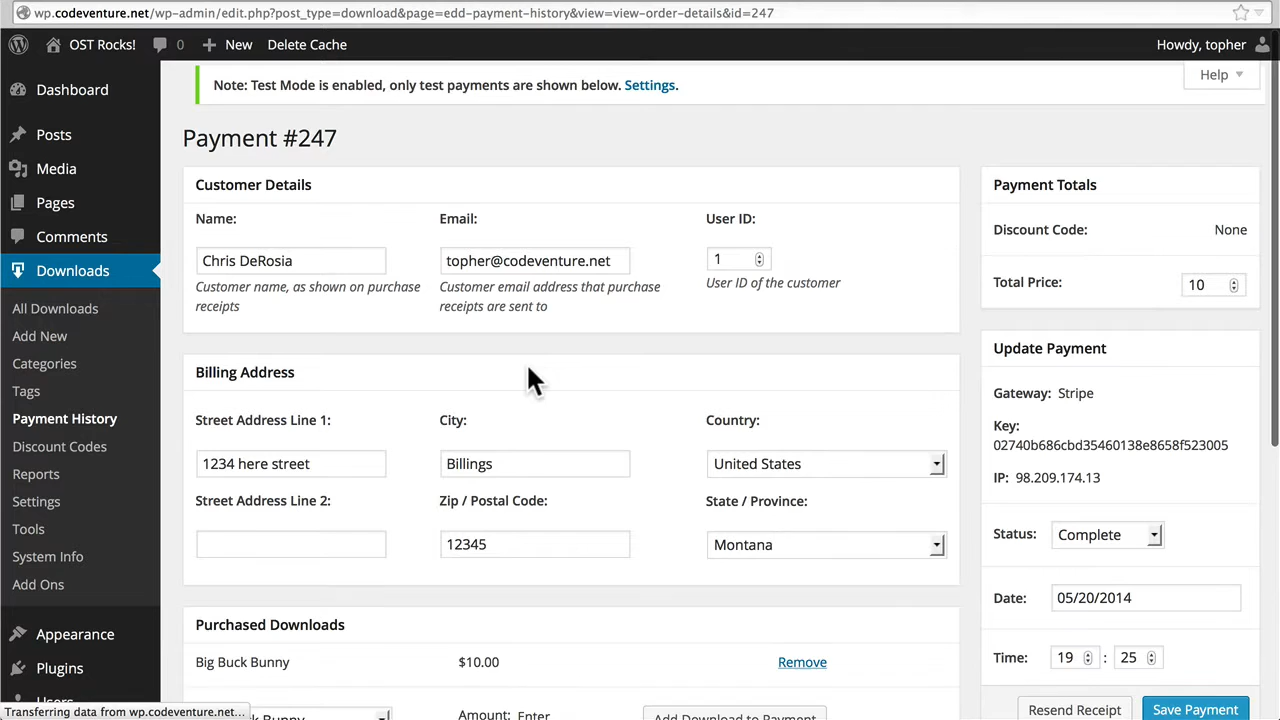 wp.codeventure.net/wp-admin/edit.php?post_type=download&page=edd-payment-history&view=view-order-details&id=247
OST Rocks! 0 New Delete Cache Howdy, topher
Dashboard
Posts
Media
Pages
Comments
Downloads
All Downloads
Add New
Categories
Tags
Payment History
Discount Codes
Reports
Settings
Tools
System Info
Add Ons
Appearance
Plugins
Transferring data from wp.codeventure.net...
Note: Test Mode is enabled, only test payments are shown below. Settings.
Help
Payment #247
Customer Details
Name: Email: User ID:
Chris DeRosia topher@codeventure.net 1
Customer name, as shown on purchase
receipts
Customer email address that purchase
receipts are sent to
User ID of the customer
Billing Address
Street Address Line 1: City: Country:
1234 here street Billings United States
Street Address Line 2: Zip / Postal Code: State / Province:
12345 Montana
Purchased Downloads
Big Buck Bunny $10.00 Remove
Bunny Amount: Enter Add Download to Payment
Payment Totals
Discount Code: None
Total Price: 10
Update Payment
Gateway: Stripe
Key:
02740b686cbd35460138e8658f523005
IP: 98.209.174.13
Status: Complete
Date: 05/20/2014
Time: 19 : 25
Resend Receipt Save Payment